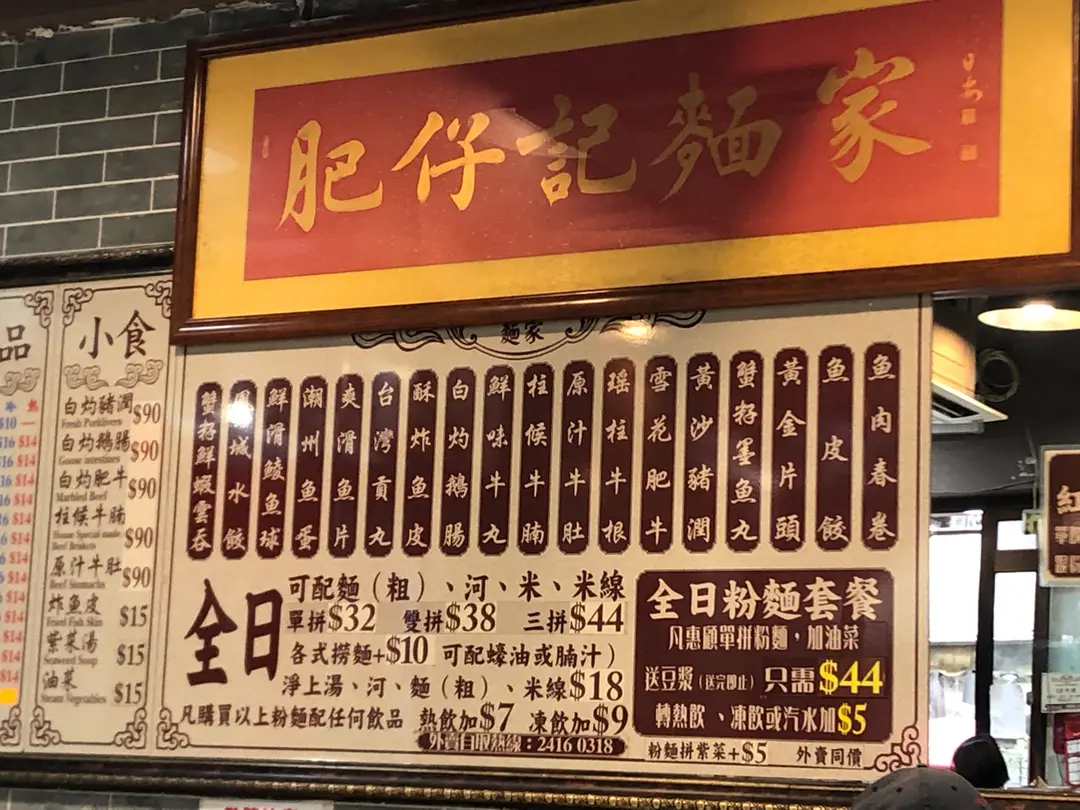 肥仔記麵家
麵家
品
小食
白灼豬潤 $90
Fresh Porklivers
白灼鵝腸 $90
Goose intestines
白灼肥牛 $90
Marbled Beef
柱候牛腩 $90
House Special made
Beef Briskets
原汁牛肚 $90
Beef Stomachs
炸魚皮 $15
Fried Fish Skin
紫菜湯 $15
Seaweed Soup
油菜 $15
Steam Vegetables
魚肉春卷
魚皮餃
黃金片頭
蟹籽墨魚丸
黃沙豬潤
雪花肥牛
瑶柱牛根
原汁牛肚
柱候牛腩
鮮味牛丸
白灼鵝腸
酥炸魚皮
台灣貢丸
爽滑魚片
潮州魚蛋
鮮滑鯪魚球
城水餃
蟹籽鮮蝦雲吞
全日
可配麵（粗）、河、米、米線
單拼$32 雙拼$38 三拼$44
各式撈麵+$10 可配蠔油或腩汁）
淨上湯、河、麵（粗）、米線$18
凡購買以上粉麵配任何飲品 熱飲加$7 凍飲加$9
外賣自取熱線：2416 0318
全日粉麵套餐
凡惠顧單拼粉麵，加油菜
送豆漿（送完即止）只需$44
轉熱飲、凍飲或汽水加$5
粉麵拼紫菜+$5 外賣同價
紅